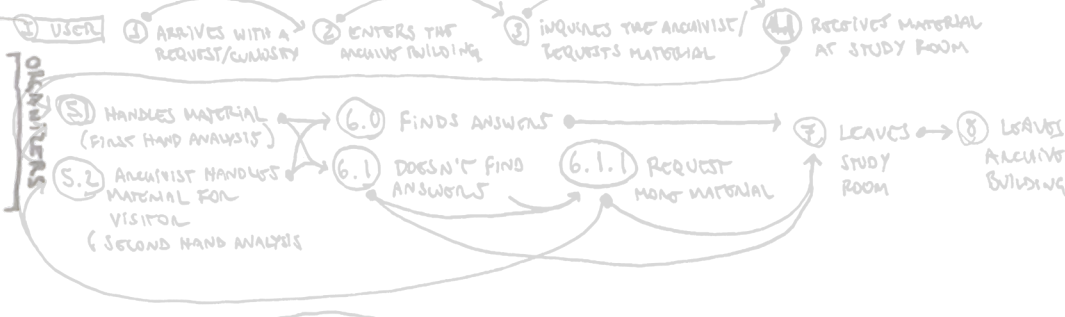 1 USER
1 ARRIVES WITH A
REQUEST/CURIOSITY
2 ENTERS THE
ARCHIVE BUILDING
3 INQUIRES THE ARCHIVIST/
REQUESTS MATERIAL
4.1 RECEIVES MATERIAL
AT STUDY ROOM
ORGANIZERS
5.1 HANDLES MATERIAL
(FIRST HAND ANALYSIS)
5.2 ARCHIVIST HANDLES
MATERIAL FOR
VISITOR
(SECOND HAND ANALYSIS
6.0 FINDS ANSWERS
6.1 DOESN'T FIND
ANSWERS
6.1.1 REQUEST
MORE MATERIAL
7 LEAVES
STUDY
ROOM
8 LEAVES
ARCHIVE
BUILDING